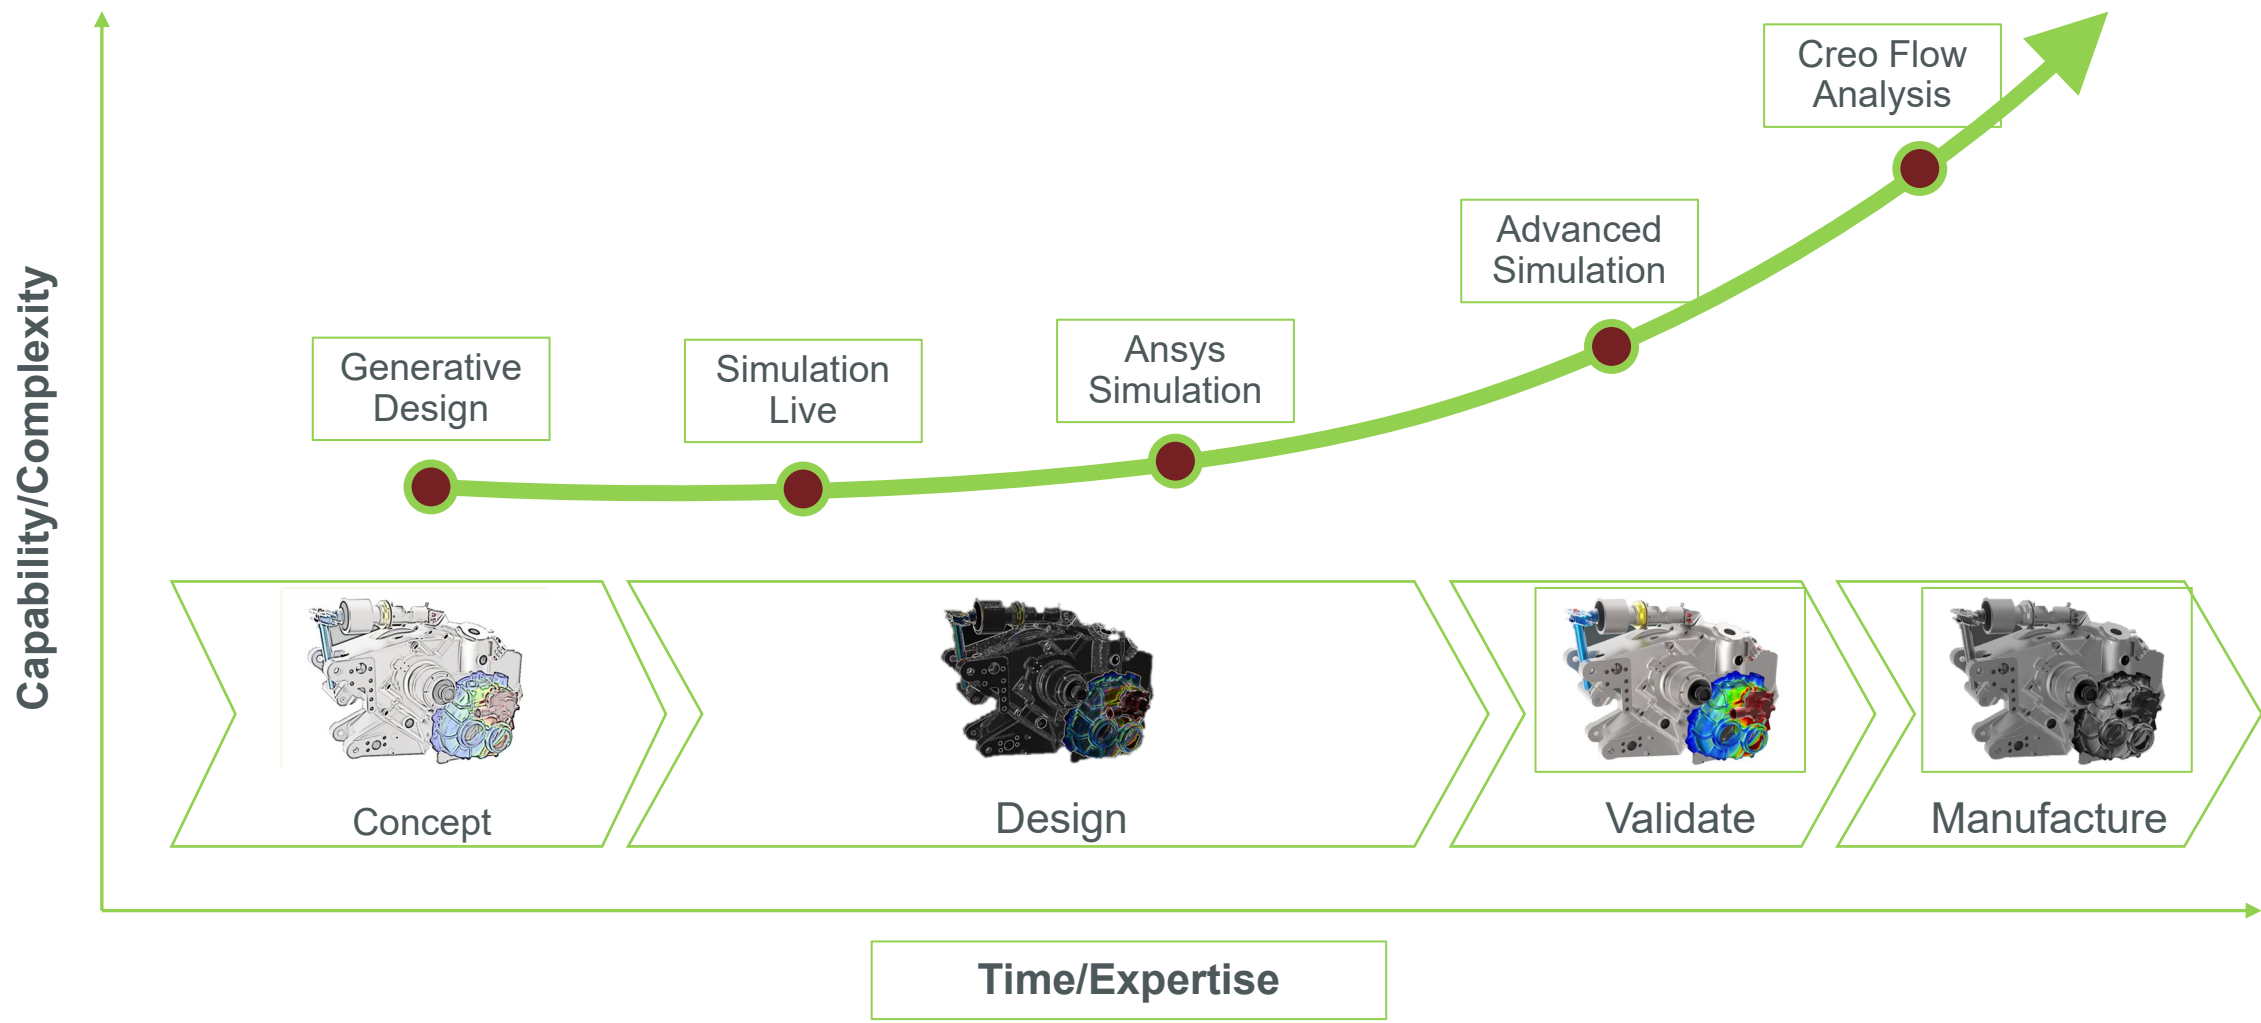 Creo Flow
Analysis
Advanced
Simulation
Ansys
Simulation
Generative
Design
Simulation
Live
Capability/Complexity
Concept
Design
Validate
Manufacture
Time/Expertise